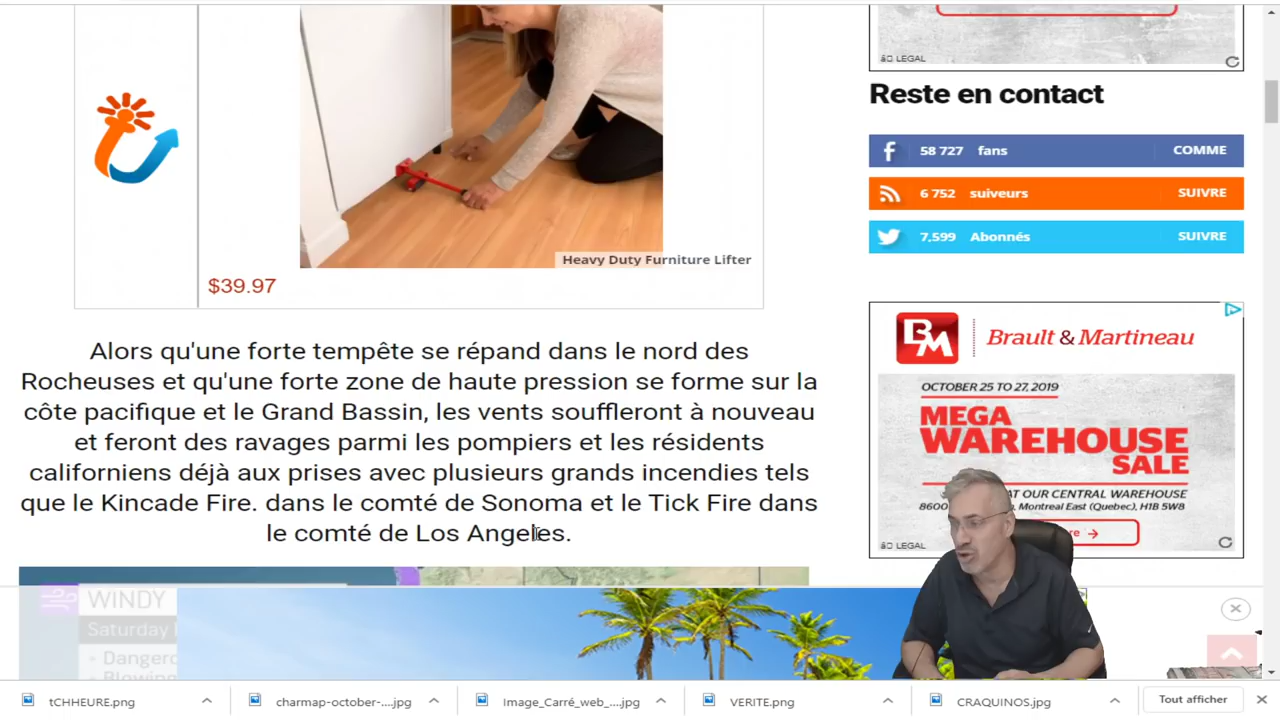 LEGAL
Reste en contact
58 727 fans
COMME
6 752 suiveurs
SUIVRE
7,599 Abonnés
SUIVRE
Heavy Duty Furniture Lifter
$39.97
Alors qu'une forte tempête se répand dans le nord des
Rocheuses et qu'une forte zone de haute pression se forme sur la
côte pacifique et le Grand Bassin, les vents souffleront à nouveau
et feront des ravages parmi les pompiers et les résidents
californiens déjà aux prises avec plusieurs grands incendies tels
que le Kincade Fire. dans le comté de Sonoma et le Tick Fire dans
le comté de Los Angeles.
BM Brault & Martineau
OCTOBER 25 TO 27, 2019
MEGA
WAREHOUSE
SALE
AT OUR CENTRAL WAREHOUSE
8600 Montreal East (Quebec), H1B 5W8
LEGAL
WINDY
Saturday
tCHHEURE.png
charmap-october-....jpg
Image_Carré_web_....jpg
VERITE.png
CRAQUINOS.jpg
Tout afficher